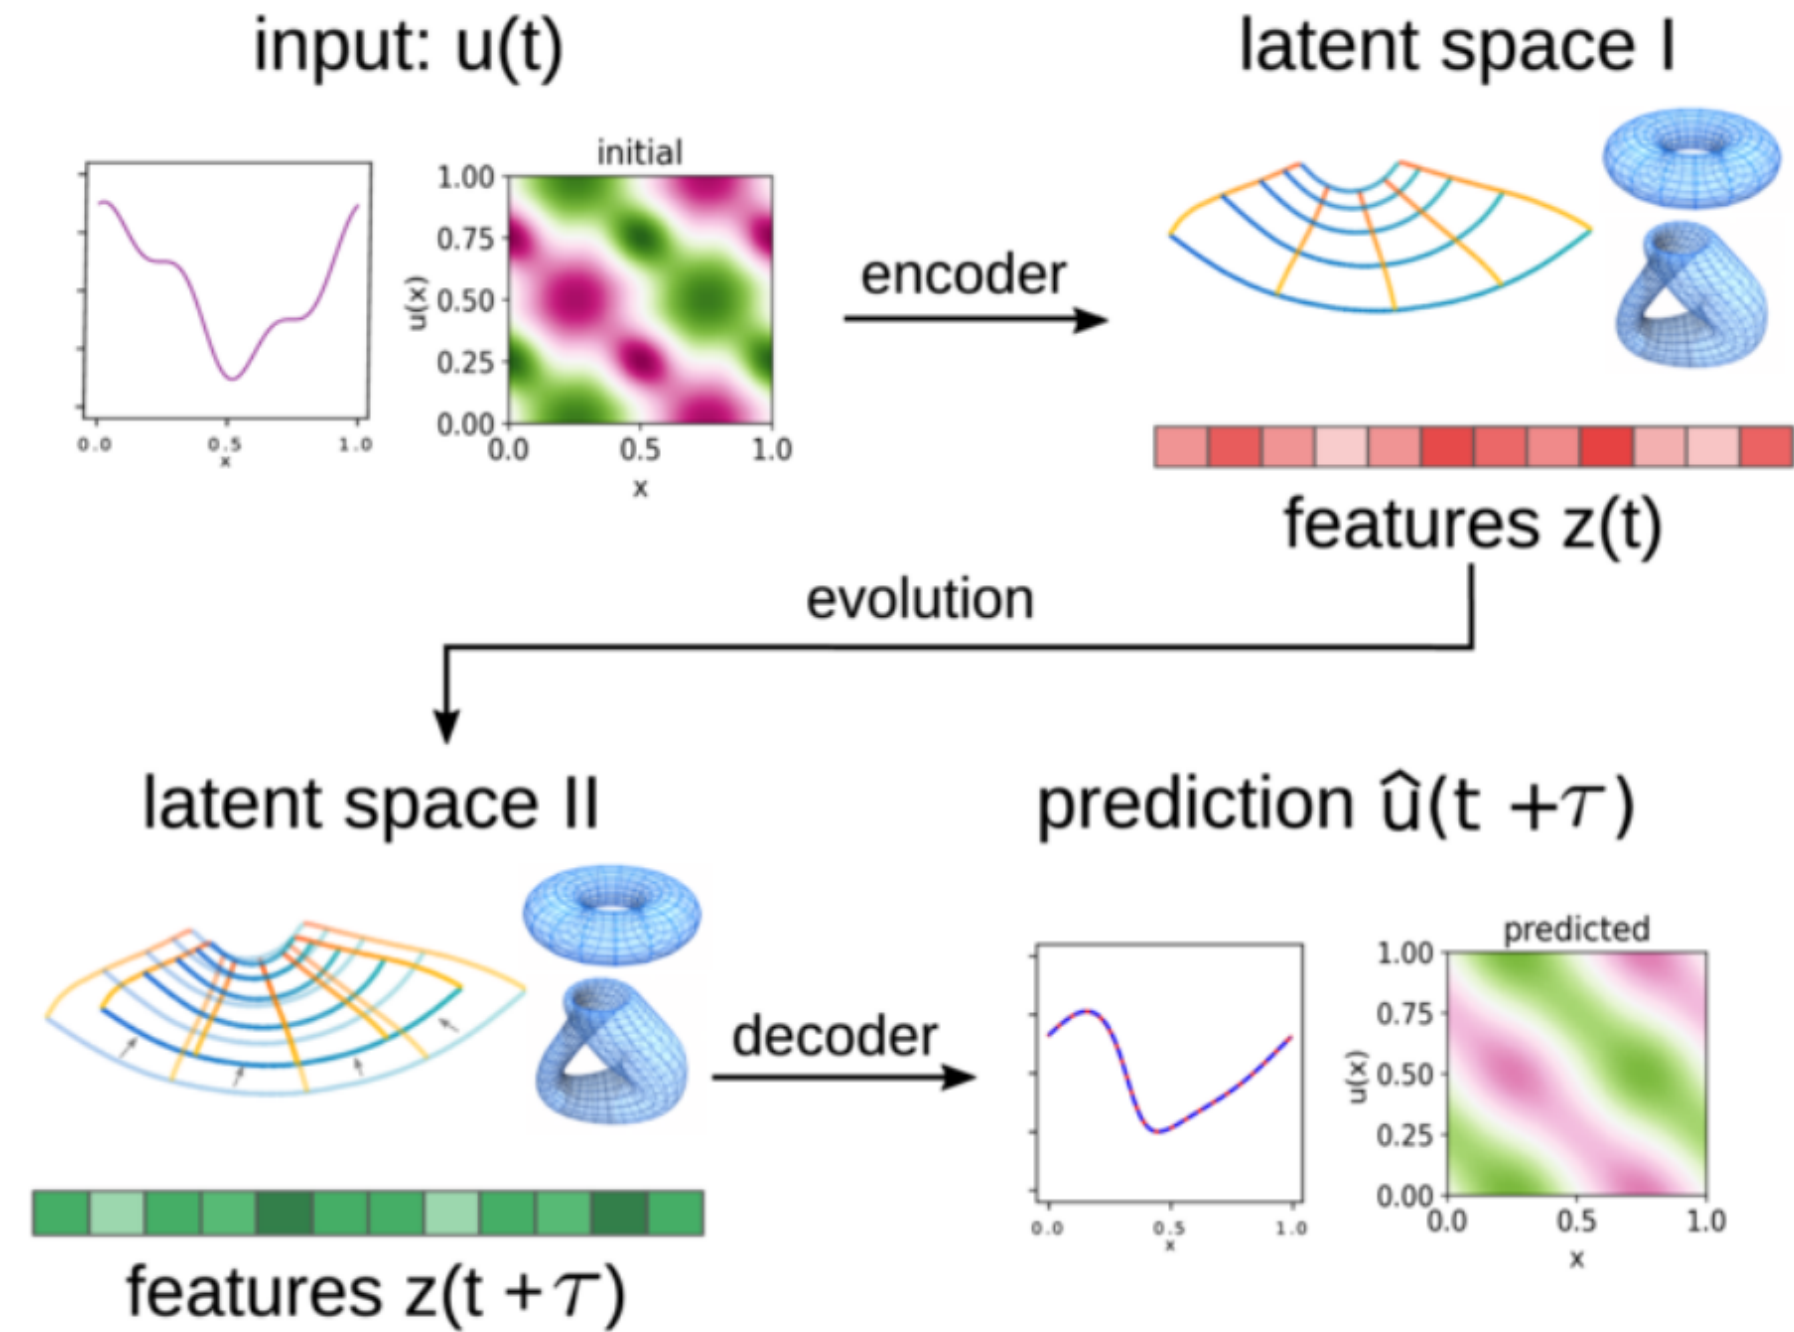 input: u(t)
latent space I
initial
1.00
0.75
0.50
0.25
0.00
u(x)
0.0 0.5 1.0
x
0.0 0.5 1.0
x
encoder
features z(t)
evolution
latent space II
prediction û(t + τ)
decoder
predicted
1.00
0.75
0.50
0.25
0.00
u(x)
0.0 0.5 1.0
x
0.0 0.5 1.0
x
features z(t + τ)